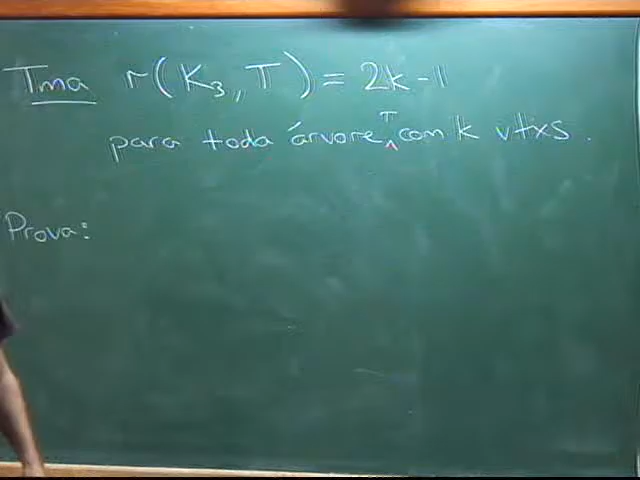 Tma r(K₃, T) = 2k-1
para toda árvore T com k vtxs.
Prova: